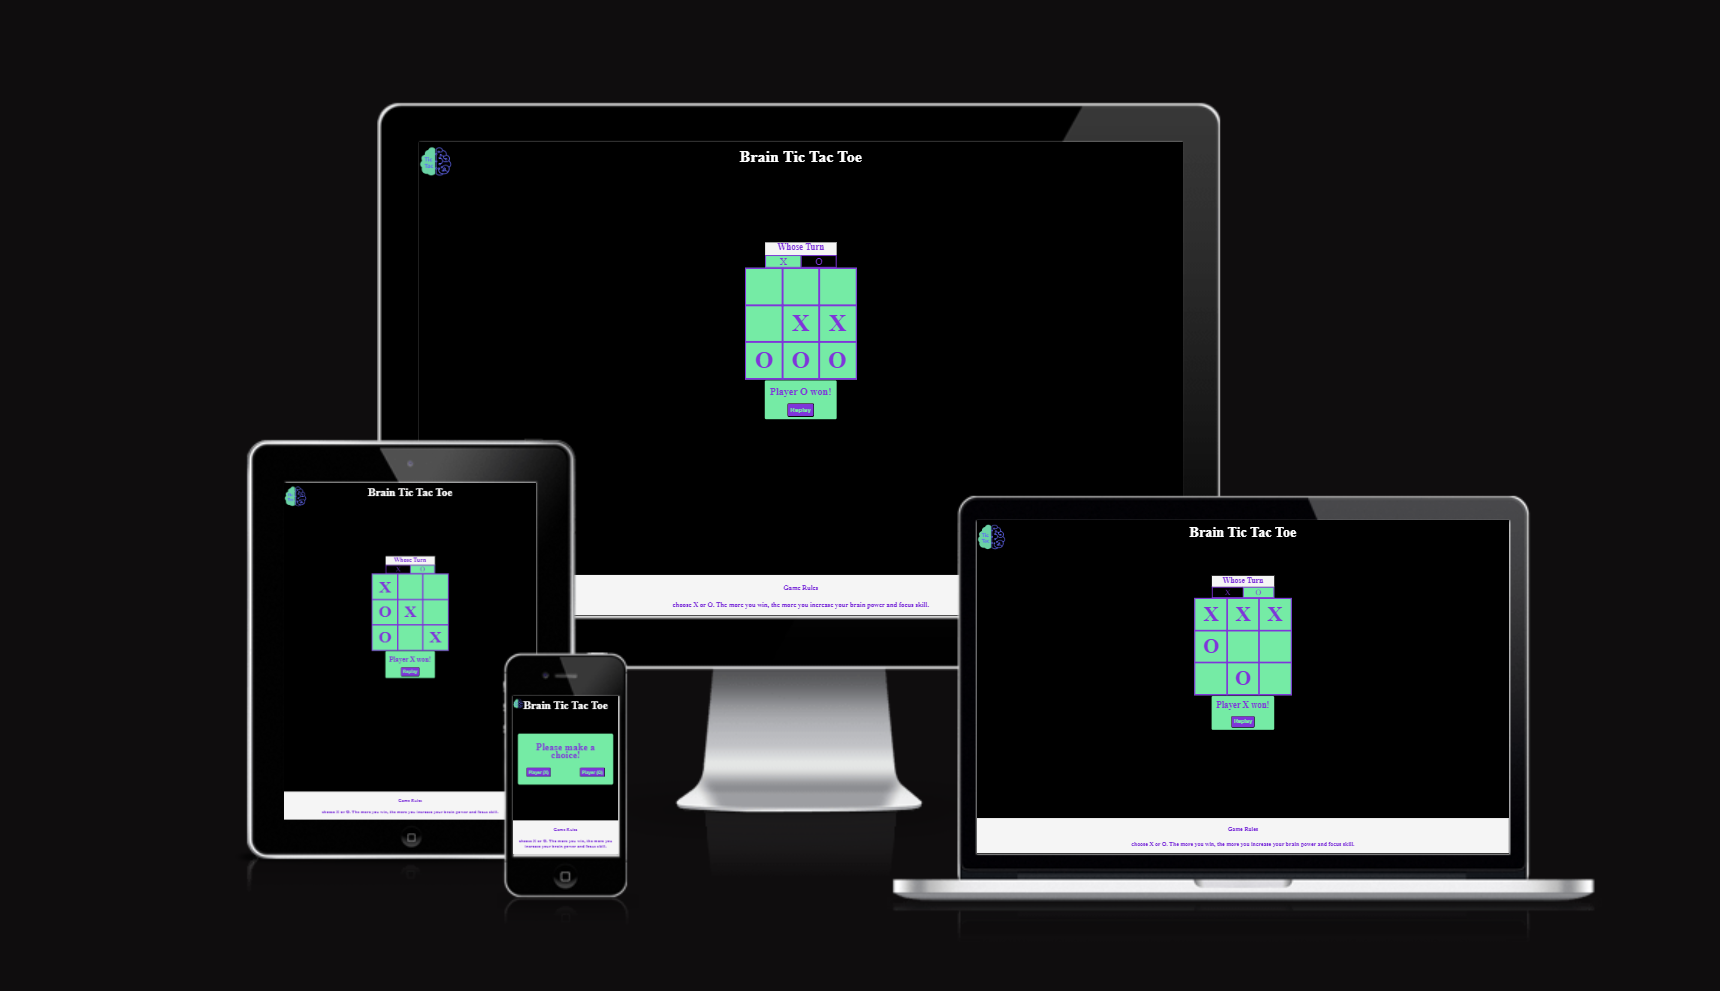 Tic
Tac
Brain Tic Tac Toe
Whose Turn
X O
X X
O O O
Player O won!
Replay
Game Rules
choose X or O. The more you win, the more you increase your brain power and focus skill.
Brain Tic Tac Toe
Whose Turn
X O
X
O X
O X
Player X won!
Replay
Game Rules
choose X or O. The more you win, the more you increase your brain power and focus skill.
Brain Tic Tac Toe
Please make a
choice!
Player (X) Player (O)
Game Rules
choose X or O. The more you win, the more you
increase your brain power and focus skill.
Tic
Tac
Brain Tic Tac Toe
Whose Turn
X O
X X X
O
O
Player X won!
Replay
Game Rules
choose X or O. The more you win, the more you increase your brain power and focus skill.